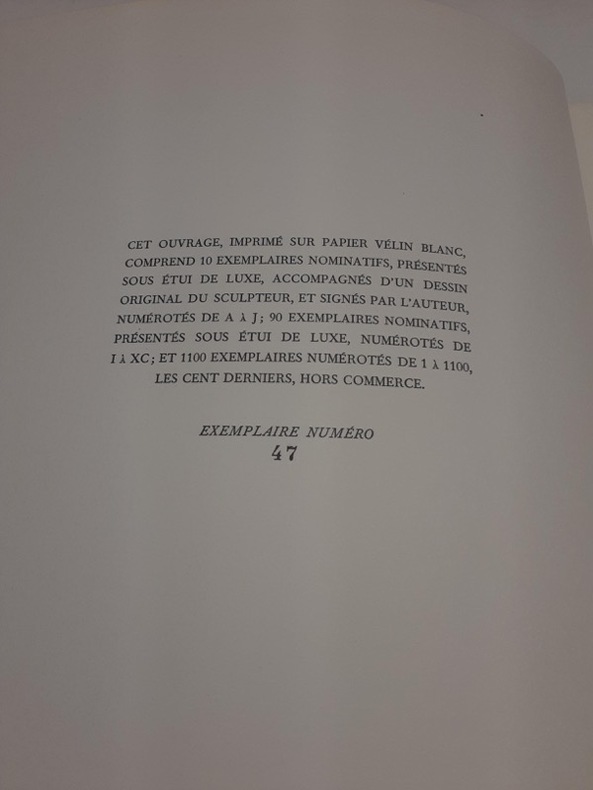 CET OUVRAGE, IMPRIMÉ SUR PAPIER VÉLIN BLANC,
COMPREND 10 EXEMPLAIRES NOMINATIFS, PRÉSENTÉS
SOUS ÉTUI DE LUXE, ACCOMPAGNÉS D'UN DESSIN
ORIGINAL DU SCULPTEUR, ET SIGNÉS PAR L'AUTEUR,
NUMÉROTÉS DE A À J; 90 EXEMPLAIRES NOMINATIFS,
PRÉSENTÉS SOUS ÉTUI DE LUXE, NUMÉROTÉS DE
I À XC; ET 1100 EXEMPLAIRES NUMÉROTÉS DE 1 À 1100,
LES CENT DERNIERS, HORS COMMERCE.
EXEMPLAIRE NUMÉRO
47